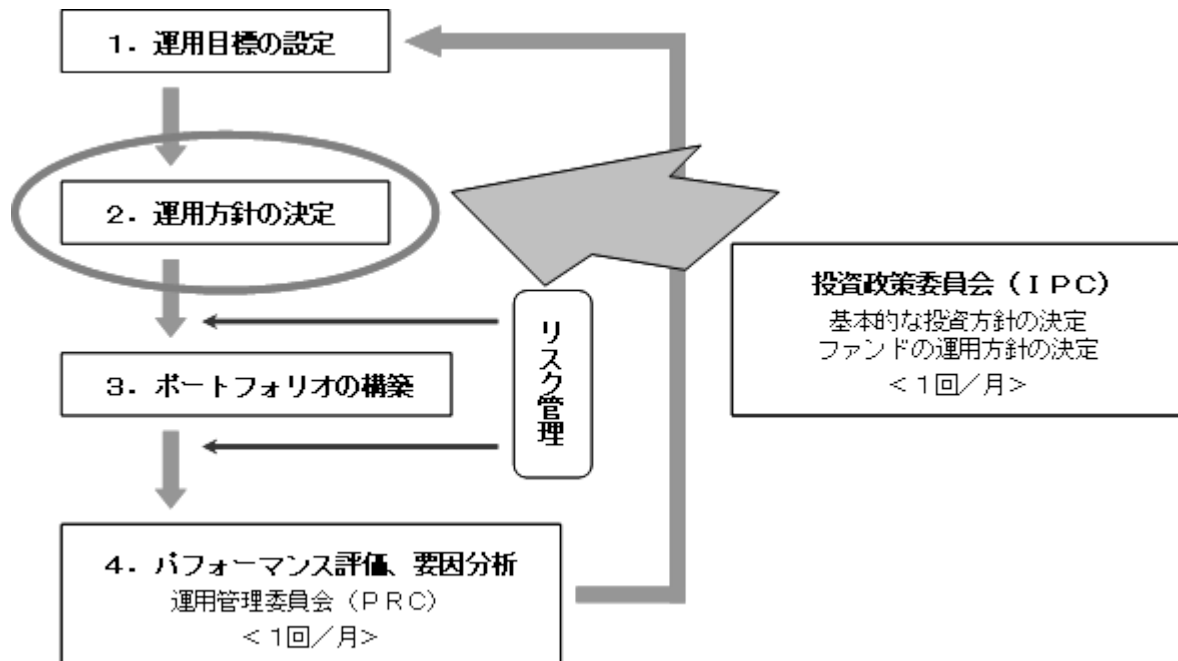 １．運用目標の設定
２．運用方針の決定
３．ポートフォリオの構築
４．パフォーマンス評価、要因分析
運用管理委員会（ＰＲＣ）
＜１回／月＞
リスク管理
投資政策委員会（ＩＰＣ）
基本的な投資方針の決定
ファンドの運用方針の決定
＜１回／月＞